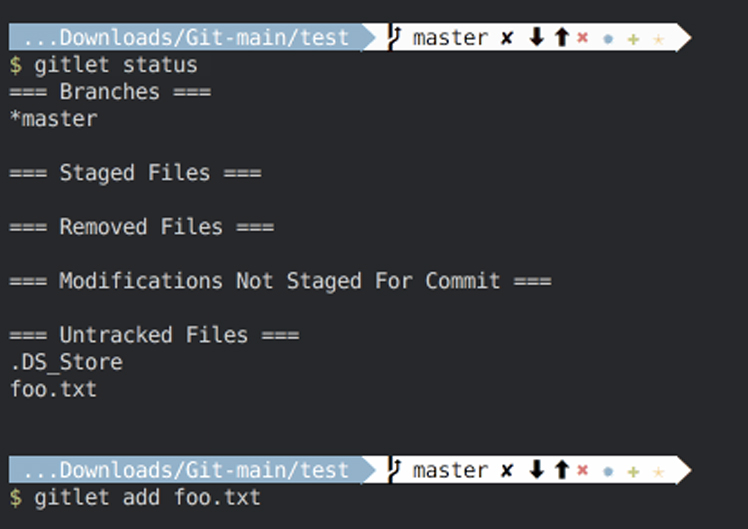 ...Downloads/Git-main/test master ✘ ⬇ ⬆ ✖ ● ✚ ★
$ gitlet status
=== Branches ===
*master
=== Staged Files ===
=== Removed Files ===
=== Modifications Not Staged For Commit ===
=== Untracked Files ===
.DS_Store
foo.txt
...Downloads/Git-main/test master ✘ ⬇ ⬆ ✖ ● ✚ ★
$ gitlet add foo.txt